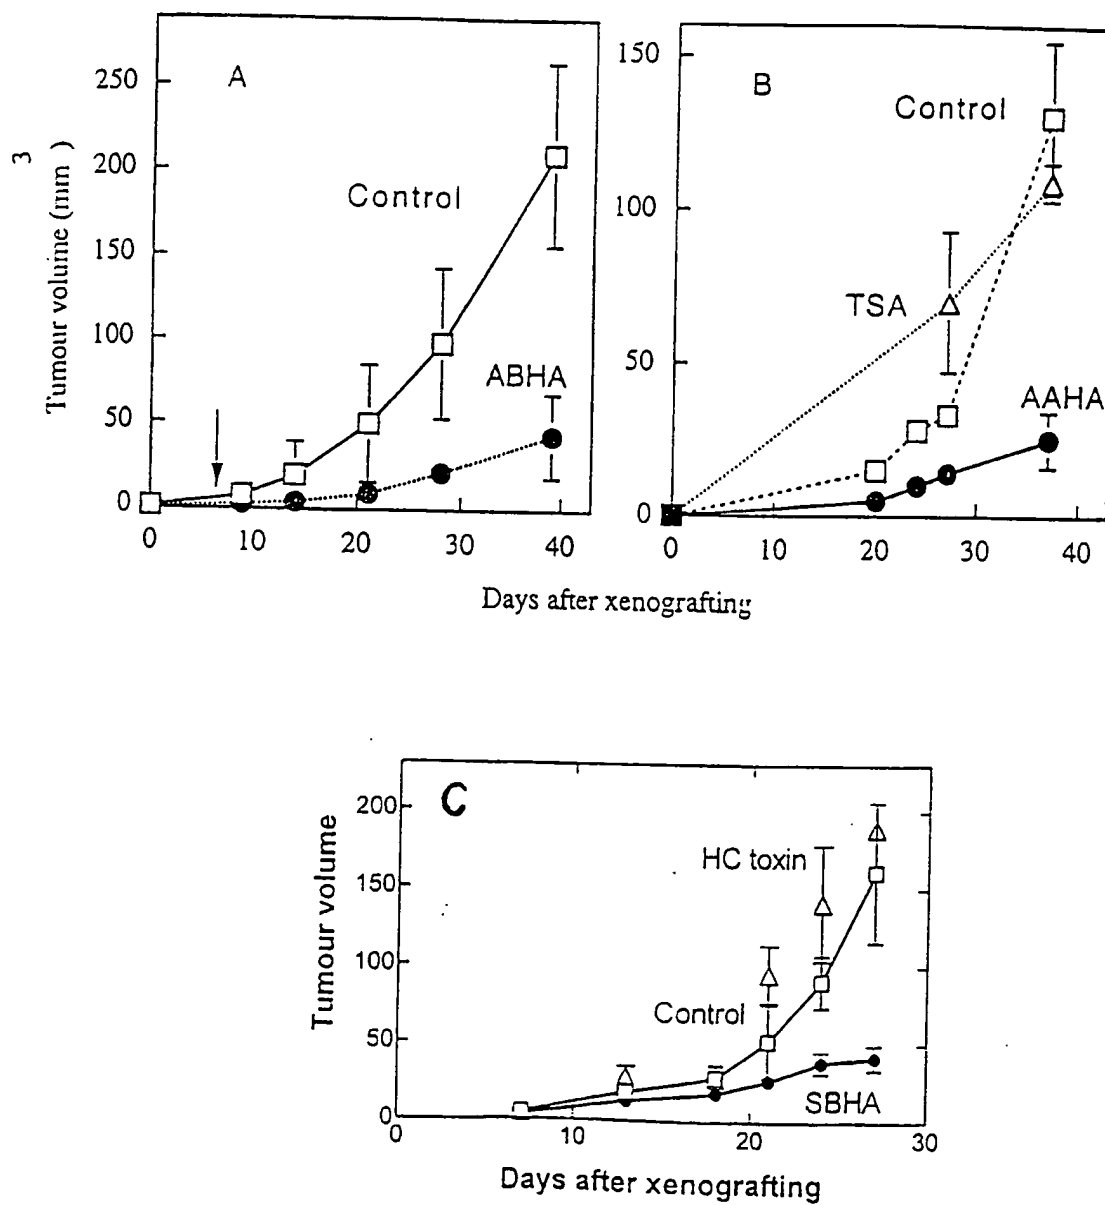 A
250
200
150
100
50
0
Tumour volume (mm 3)
Control
ABHA
0 10 20 30 40
B
150
100
50
0
Control
TSA
AAHA
0 10 20 30 40
Days after xenografting
C
200
150
100
50
0
Tumour volume
HC toxin
Control
SBHA
0 10 20 30
Days after xenografting